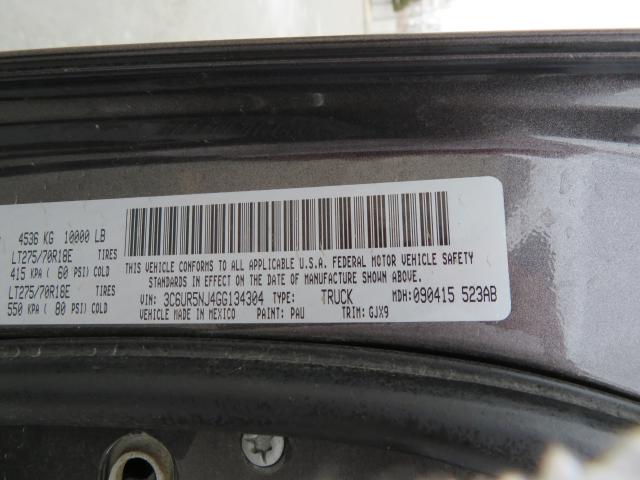 4536 KG 10000 LB
LT275/70R18E TIRES
415 KPA ( 60 PSI) COLD
LT275/70R18E TIRES
550 KPA ( 80 PSI) COLD
THIS VEHICLE CONFORMS TO ALL APPLICABLE U.S.A. FEDERAL MOTOR VEHICLE SAFETY
STANDARDS IN EFFECT ON THE DATE OF MANUFACTURE SHOWN ABOVE.
VIN: 3C6UR5NJ4GG134304 TYPE: TRUCK MDH: 090415 523AB
VEHICLE MADE IN MEXICO PAINT: PAU TRIM: GJX9